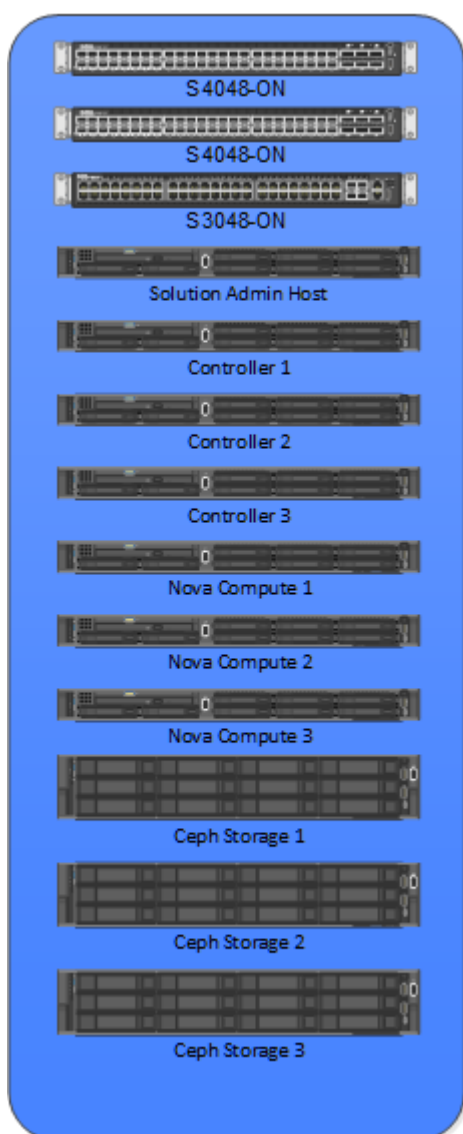 S4048-ON
S4048-ON
S3048-ON
Solution Admin Host
Controller 1
Controller 2
Controller 3
Nova Compute 1
Nova Compute 2
Nova Compute 3
Ceph Storage 1
Ceph Storage 2
Ceph Storage 3